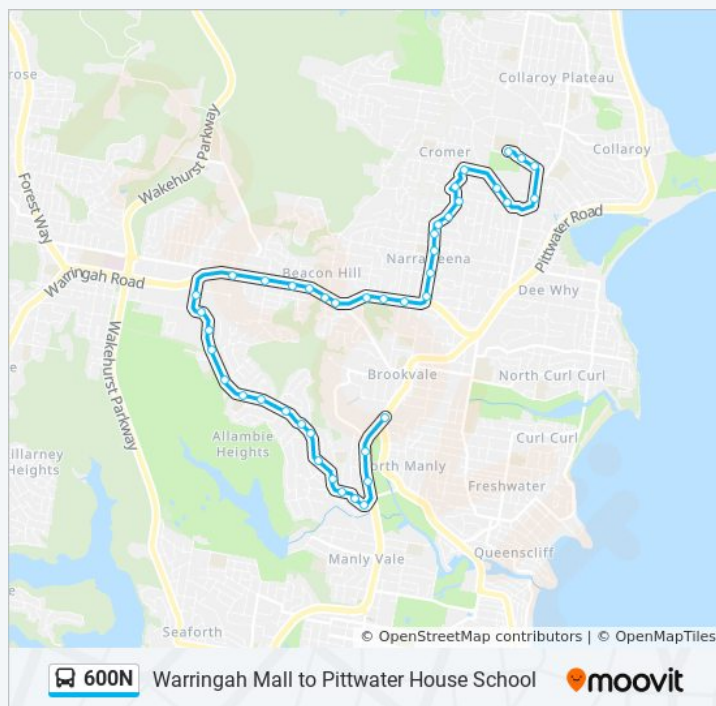 rose
Collaroy Plateau
Cromer
Collaroy
Wakehurst Parkway
Forest Way
Pittwater Road
Narraweena
Beacon Hill
Warringah Road
Dee Why
Wakehurst Parkway
Brookvale
North Curl Curl
Allambie
Heights
Curl Curl
illarney
Heights
North Manly
Freshwater
Queenscliff
Manly Vale
Seaforth
© OpenStreetMap contributors | © OpenMapTiles
600N
Warringah Mall to Pittwater House School
moovit